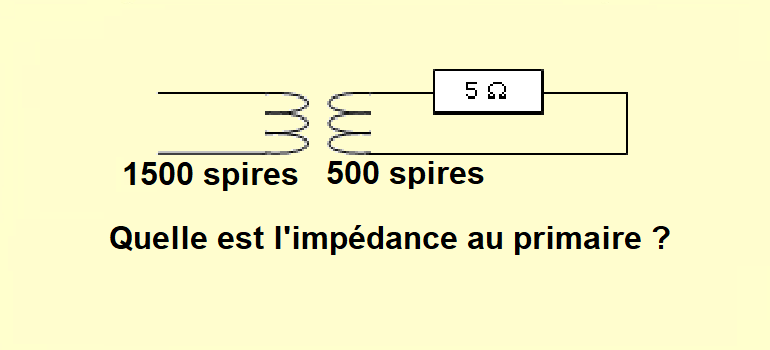 5 Ω
1500 spires 500 spires
Quelle est l'impédance au primaire ?